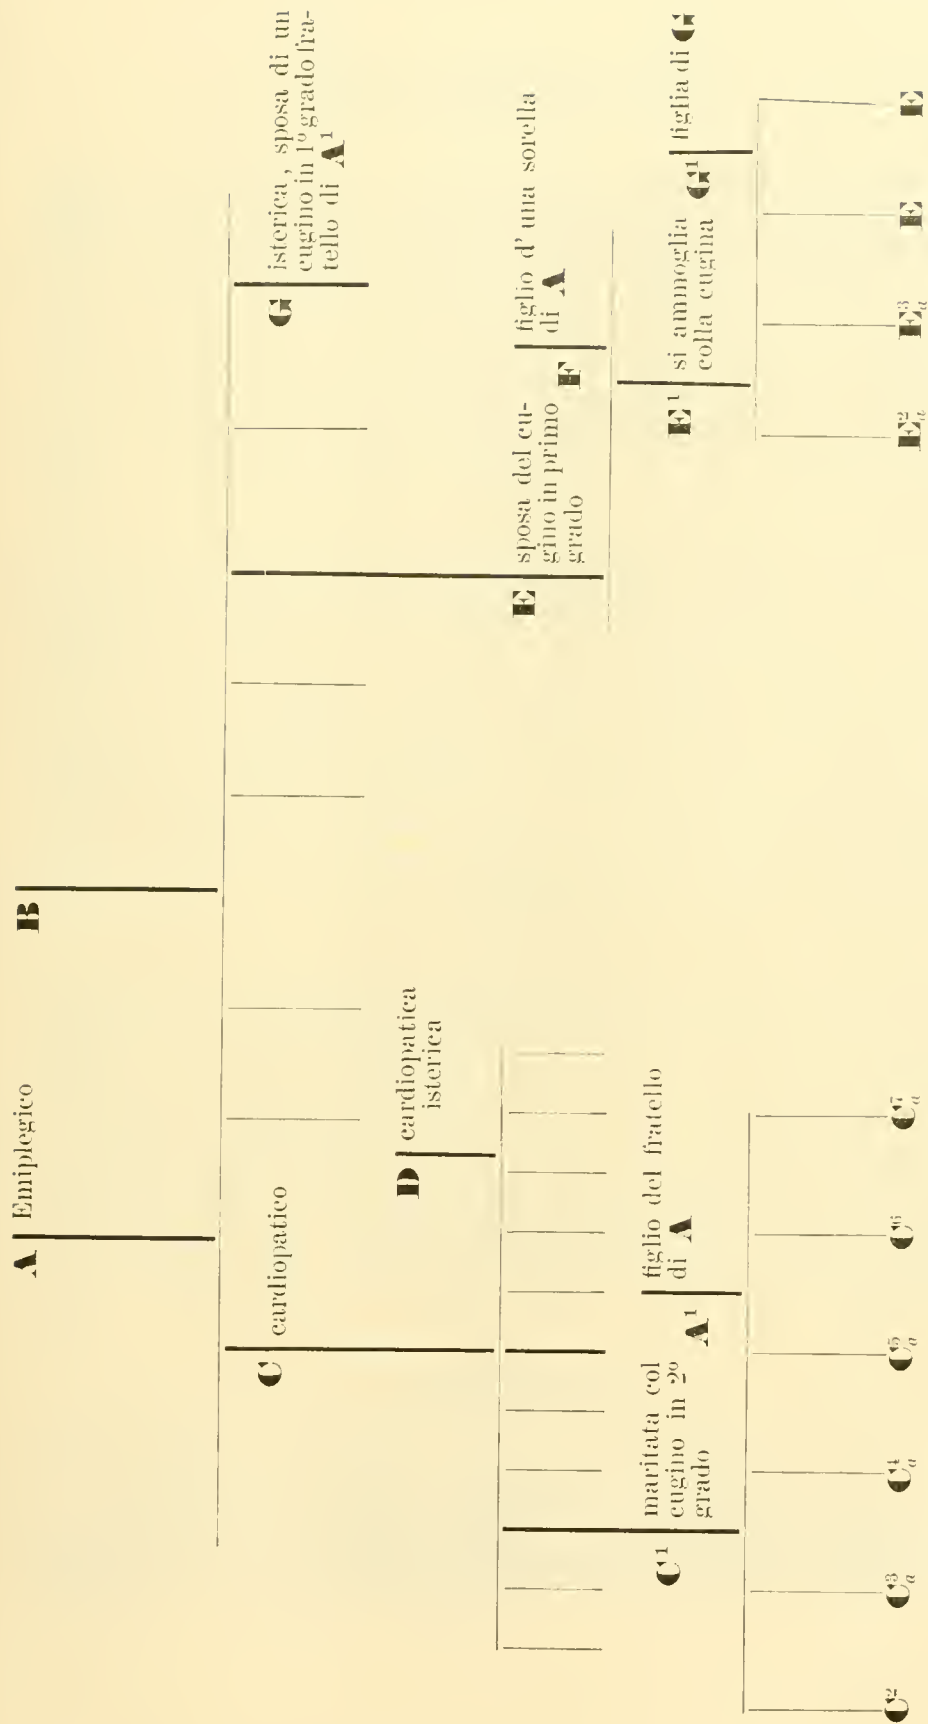 A Emiplegico
B
C cardiopatico
G isterica, sposa di un
cugino in 1º grado fra-
tello di A¹
D cardiopatica
isterica
E sposa del cu-
gino in primo
grado
F figlio d'una sorella
di A
C¹ maritata col
cugino in 2º
grado
A¹ figlio del fratello
di A
E¹ si ammoglia
colla cugina
G¹ figlia di G
C² C³a C⁴a C⁵a C⁶ C⁷a E²a E³a E E